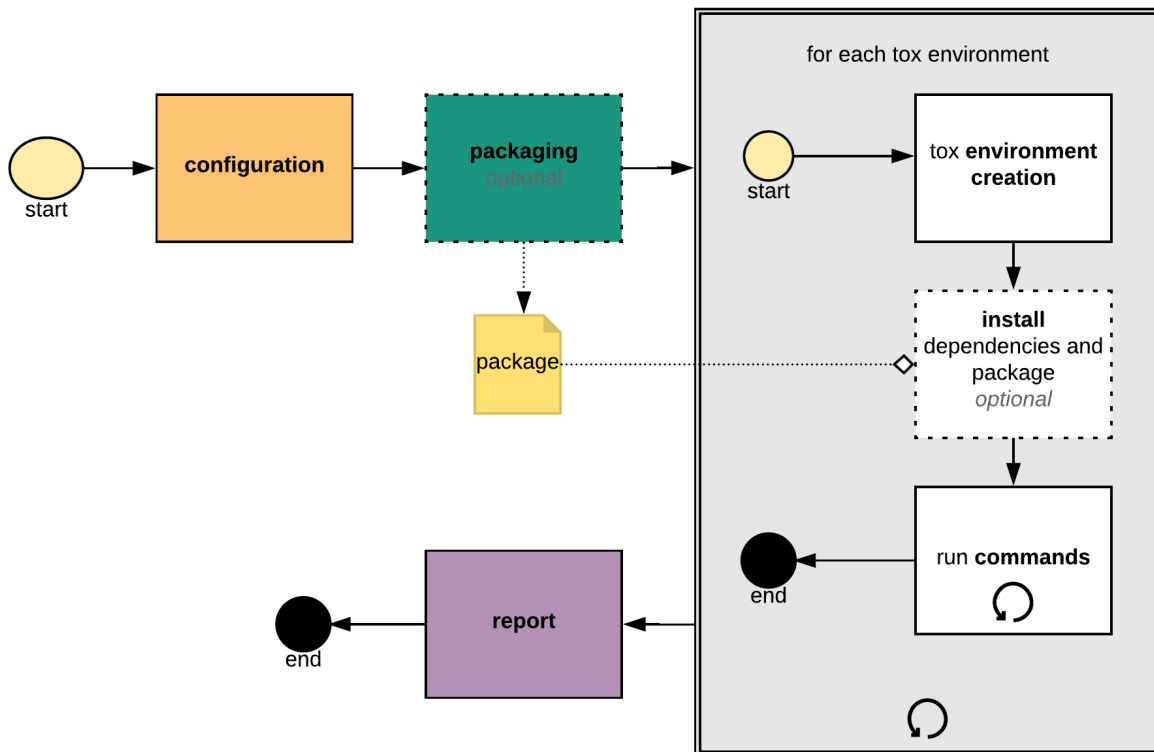 for each tox environment
start
configuration
packaging
optional
start
tox environment
creation
package
install
dependencies and
package
optional
run commands
end
report
end